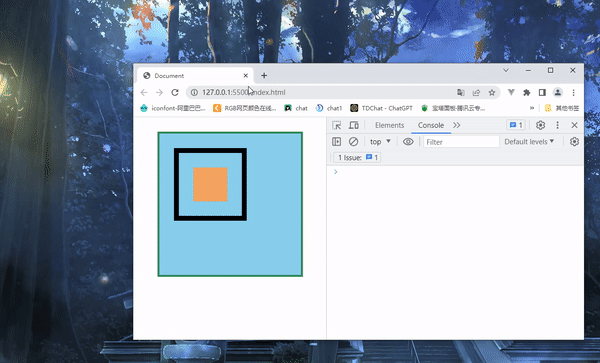 Document
127.0.0.1:5500/index.html
iconfont-阿里巴巴... RGB网页颜色在线... chat chat1 TDChat - ChatGPT 宝塔面板-腾讯云专... » 其他书签
Elements Console » 1
top Filter Default levels
1 Issue: 1